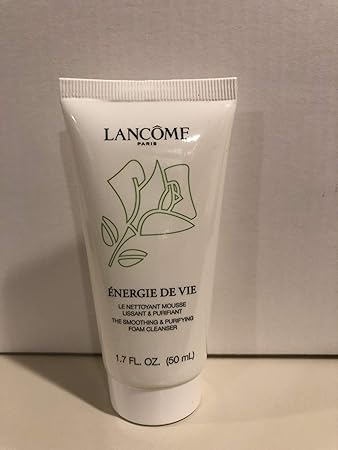 LANCÔME
PARIS
ÉNERGIE DE VIE
LE NETTOYANT MOUSSE
LISSANT & PURIFIANT
THE SMOOTHING & PURIFYING
FOAM CLEANSER
1.7 FL. OZ. (50 mL)